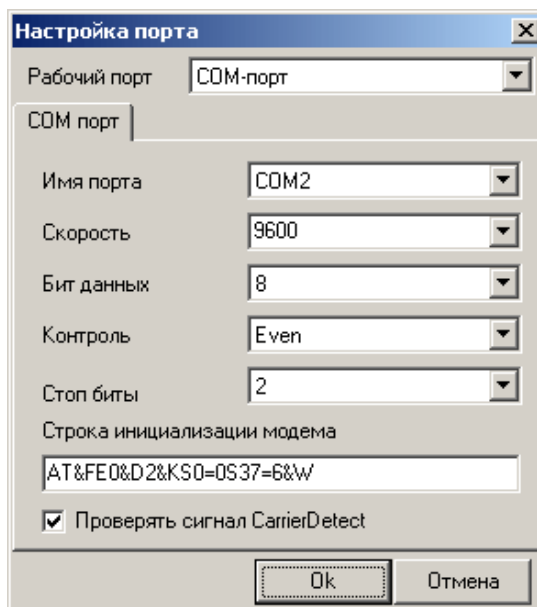 Настройка порта
Рабочий порт COM-порт
COM порт
Имя порта COM2
Скорость 9600
Бит данных 8
Контроль Even
Стоп биты 2
Строка инициализации модема
AT&FE0&D2&KS0=0S37=6&W
Проверять сигнал CarrierDetect
Ok Отмена